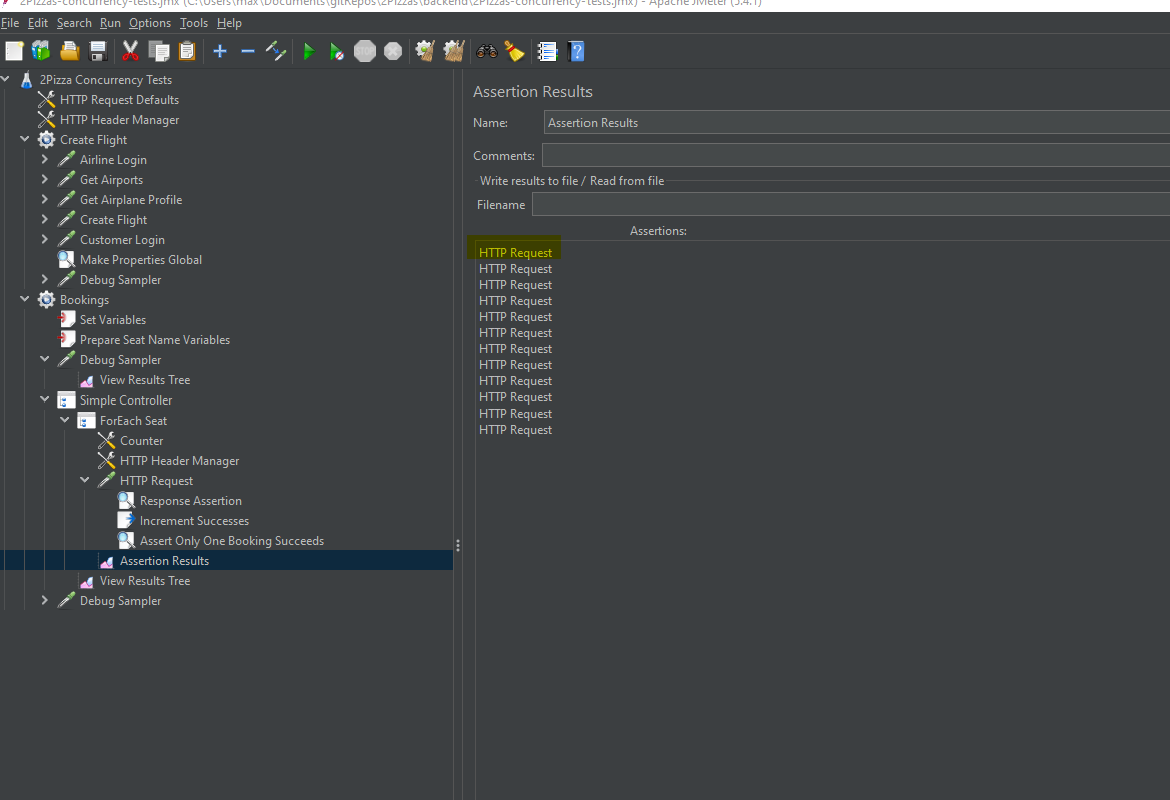 2Pizzas-concurrency-tests.jmx (C:\Users\max\Documents\gitRepos\2Pizzas\backend\2Pizzas-concurrency-tests.jmx) - Apache JMeter (5.4.1)
File Edit Search Run Options Tools Help
STOP
2Pizza Concurrency Tests
HTTP Request Defaults
HTTP Header Manager
Create Flight
Airline Login
Get Airports
Get Airplane Profile
Create Flight
Customer Login
Make Properties Global
Debug Sampler
Bookings
Set Variables
Prepare Seat Name Variables
Debug Sampler
View Results Tree
Simple Controller
ForEach Seat
Counter
HTTP Header Manager
HTTP Request
Response Assertion
Increment Successes
Assert Only One Booking Succeeds
Assertion Results
View Results Tree
Debug Sampler
Assertion Results
Name: Assertion Results
Comments:
Write results to file / Read from file
Filename
Assertions:
HTTP Request
HTTP Request
HTTP Request
HTTP Request
HTTP Request
HTTP Request
HTTP Request
HTTP Request
HTTP Request
HTTP Request
HTTP Request
HTTP Request